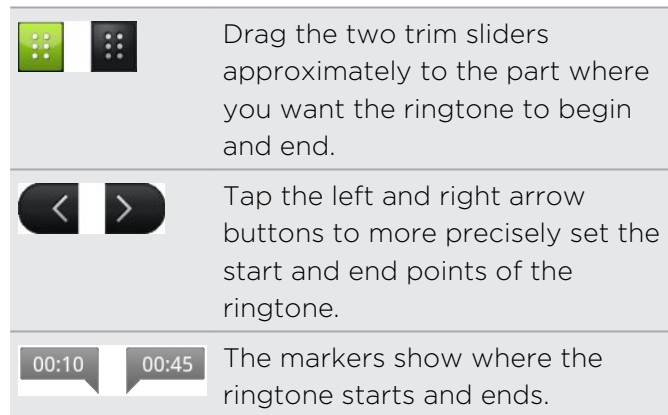 Drag the two trim sliders
approximately to the part where
you want the ringtone to begin
and end.
Tap the left and right arrow
buttons to more precisely set the
start and end points of the
ringtone.
00:10 00:45 The markers show where the
ringtone starts and ends.